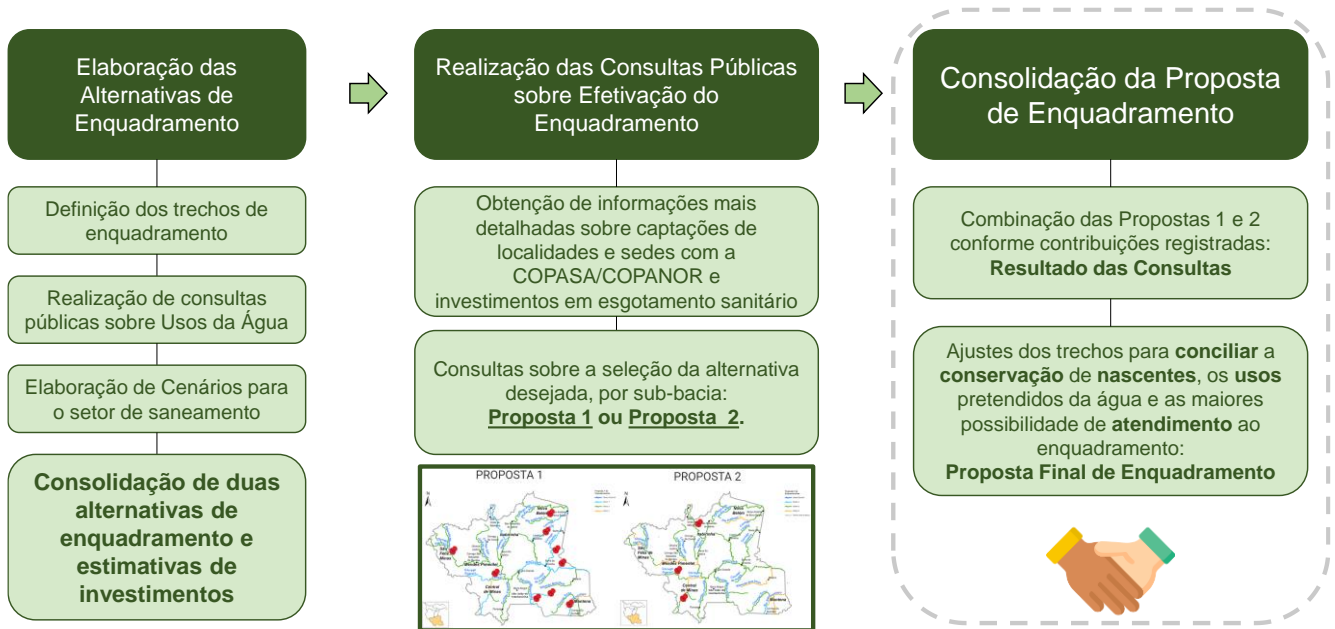 Elaboração das
Alternativas de
Enquadramento
Definição dos trechos de
enquadramento
Realização de consultas
públicas sobre Usos da Água
Elaboração de Cenários para
o setor de saneamento
Consolidação de duas
alternativas de
enquadramento e
estimativas de
investimentos
Realização das Consultas Públicas
sobre Efetivação do
Enquadramento
Obtenção de informações mais
detalhadas sobre captações de
localidades e sedes com a
COPASA/COPANOR e
investimentos em esgotamento sanitário
Consultas sobre a seleção da alternativa
desejada, por sub-bacia:
Proposta 1 ou Proposta 2.
PROPOSTA 1
PROPOSTA 2
Consolidação da Proposta
de Enquadramento
Combinação das Propostas 1 e 2
conforme contribuições registradas:
Resultado das Consultas
Ajustes dos trechos para conciliar a
conservação de nascentes, os usos
pretendidos da água e as maiores
possibilidade de atendimento ao
enquadramento:
Proposta Final de Enquadramento